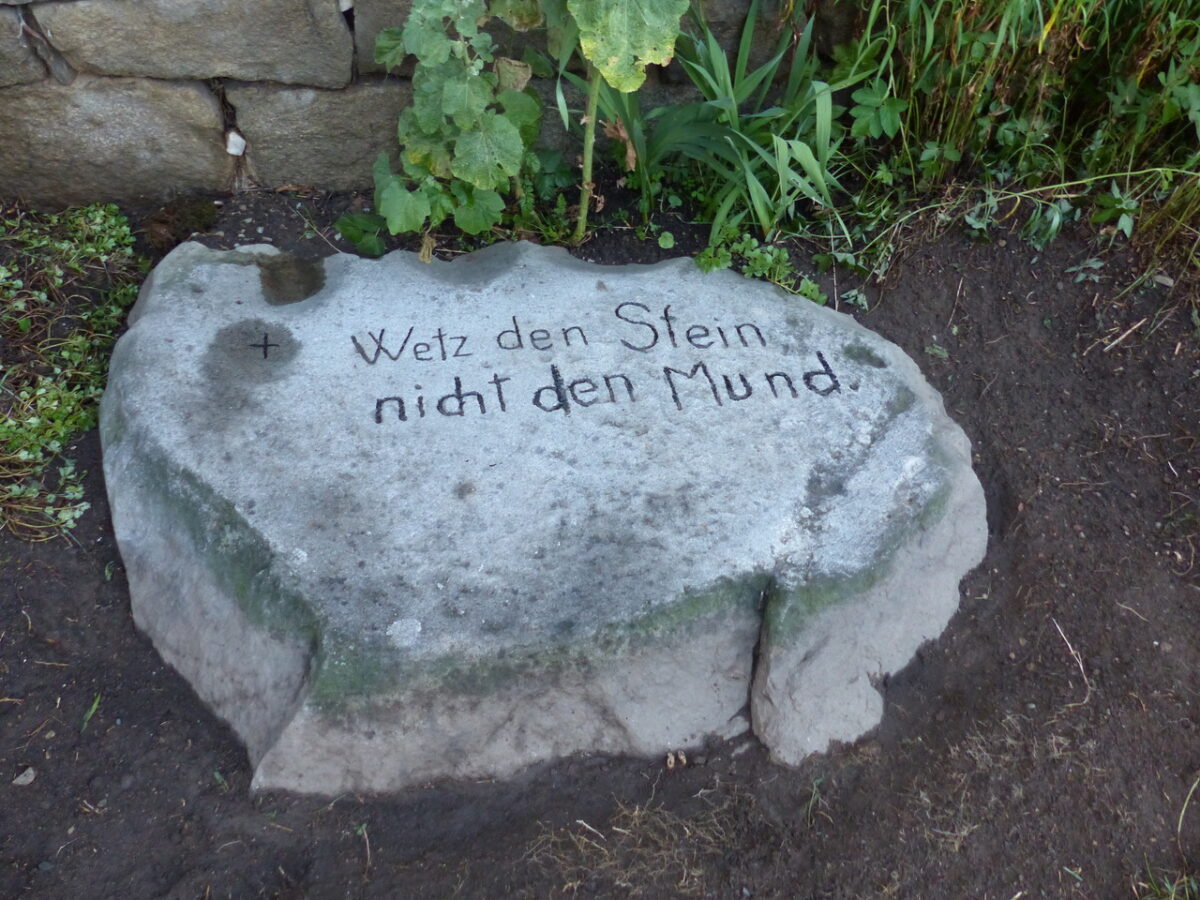 + Wetz den Stein
nicht den Mund.